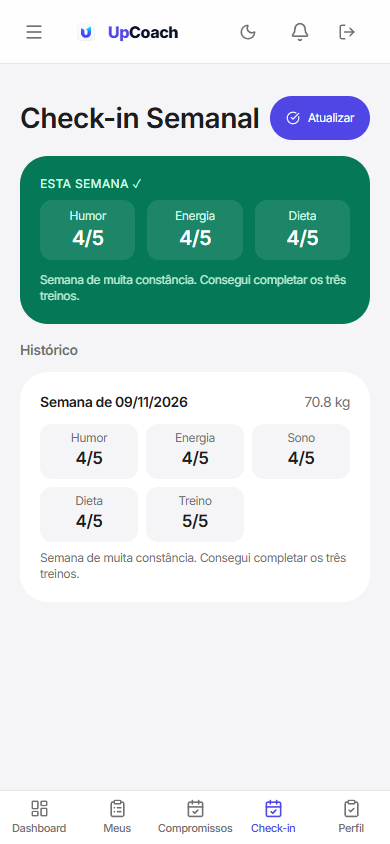 UpCoach
Check-in Semanal
Atualizar
ESTA SEMANA ✓
Humor
4/5
Energia
4/5
Dieta
4/5
Semana de muita constância. Consegui completar os três
treinos.
Histórico
Semana de 09/11/2026
70.8 kg
Humor
4/5
Energia
4/5
Sono
4/5
Dieta
4/5
Treino
5/5
Semana de muita constância. Consegui completar os três
treinos.
Dashboard
Meus
Compromissos
Check-in
Perfil